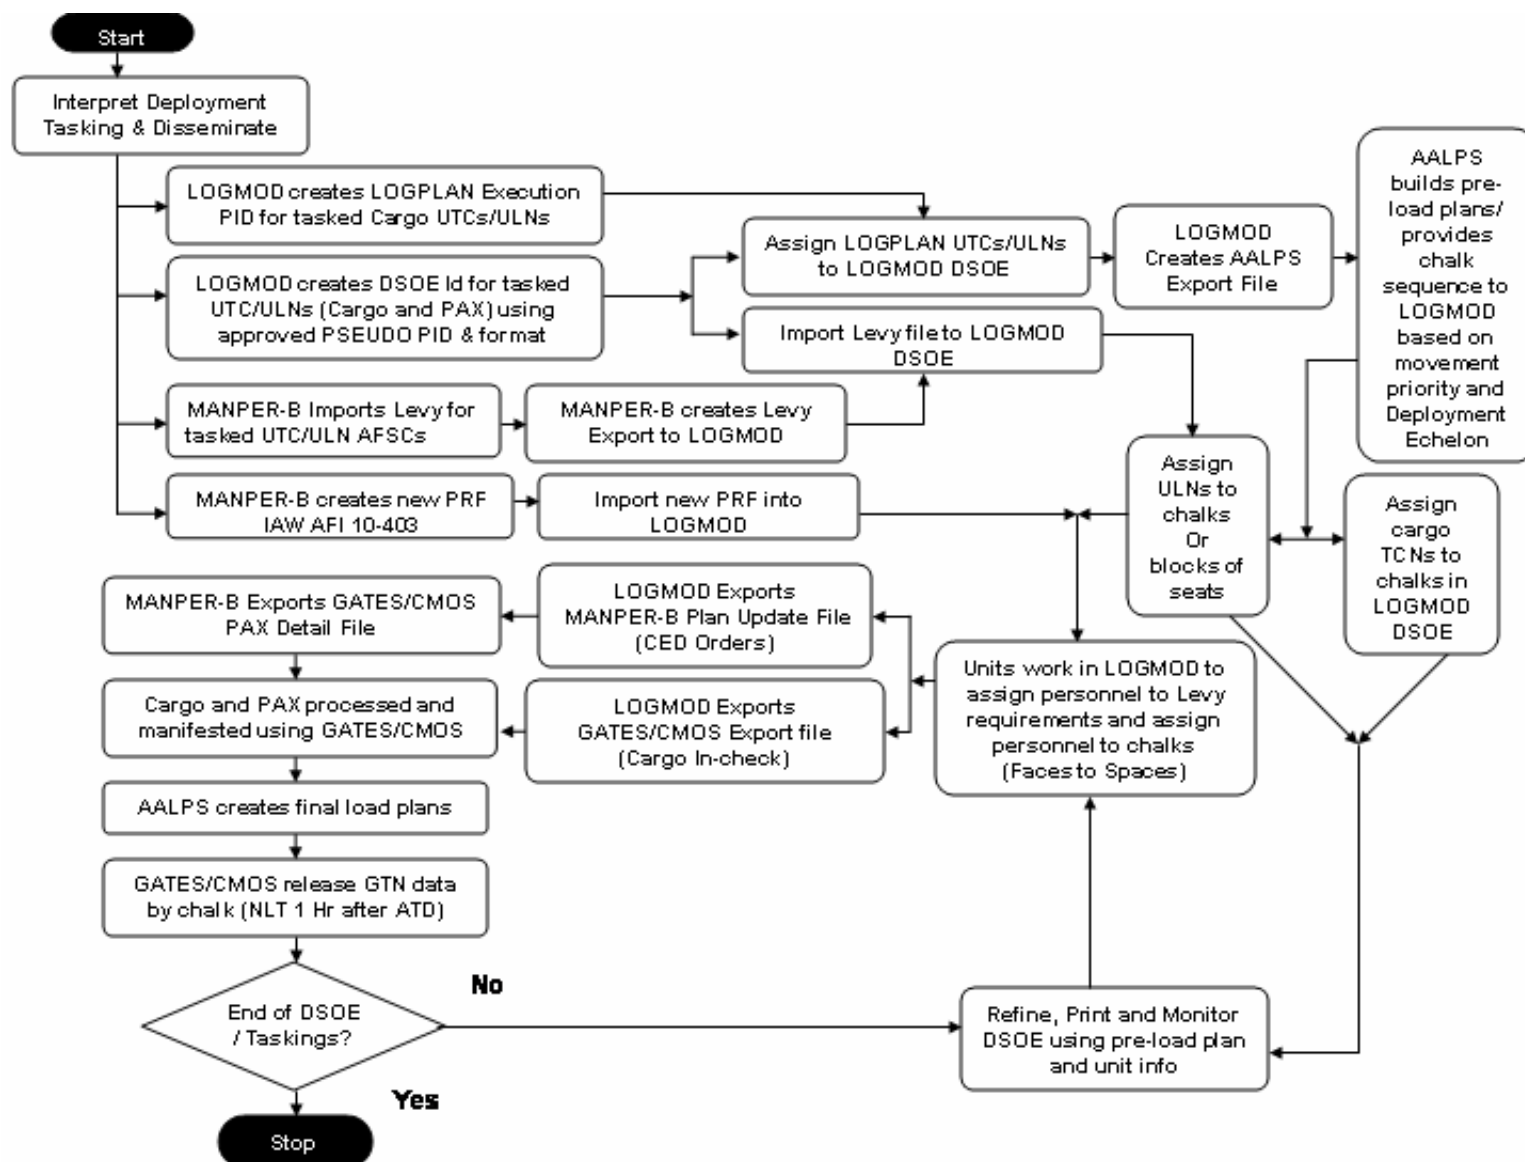 Start
Interpret Deployment
Tasking & Disseminate
LOGMOD creates LOGPLAN Execution
PID for tasked Cargo UTCs/ULNs
LOGMOD creates DSOE Id for tasked
UTC/ULNs (Cargo and PAX) using
approved PSEUDO PID & format
Assign LOGPLAN UTCs/ULNs
to LOGMOD DSOE
LOGMOD
Creates AALPS
Export File
AALPS
builds pre-
load plans/
provides
chalk
sequence to
LOGMOD
based on
movement
priority and
Deployment
Echelon
Import Levy file to LOGMOD
DSOE
MANPER-B Imports Levy for
tasked UTC/ULN AFSCs
MANPER-B creates Levy
Export to LOGMOD
MANPER-B creates new PRF
IAW AFI 10-403
Import new PRF into
LOGMOD
Assign
ULNs to
chalks
Or
blocks of
seats
Assign
cargo
TCNs to
chalks in
LOGMOD
DSOE
MANPER-B Exports GATES/CMOS
PAX Detail File
LOGMOD Exports
MANPER-B Plan Update File
(CED Orders)
Units work in LOGMOD to
assign personnel to Levy
requirements and assign
personnel to chalks
(Faces to Spaces)
Cargo and PAX processed and
manifested using GATES/CMOS
LOGMOD Exports
GATES/CMOS Export file
(Cargo In-check)
AALPS creates final load plans
GATES/CMOS release GTN data
by chalk (NLT 1 Hr after ATD)
End of DSOE
/ Taskings?
No
Refine, Print and Monitor
DSOE using pre-load plan
and unit info
Yes
Stop